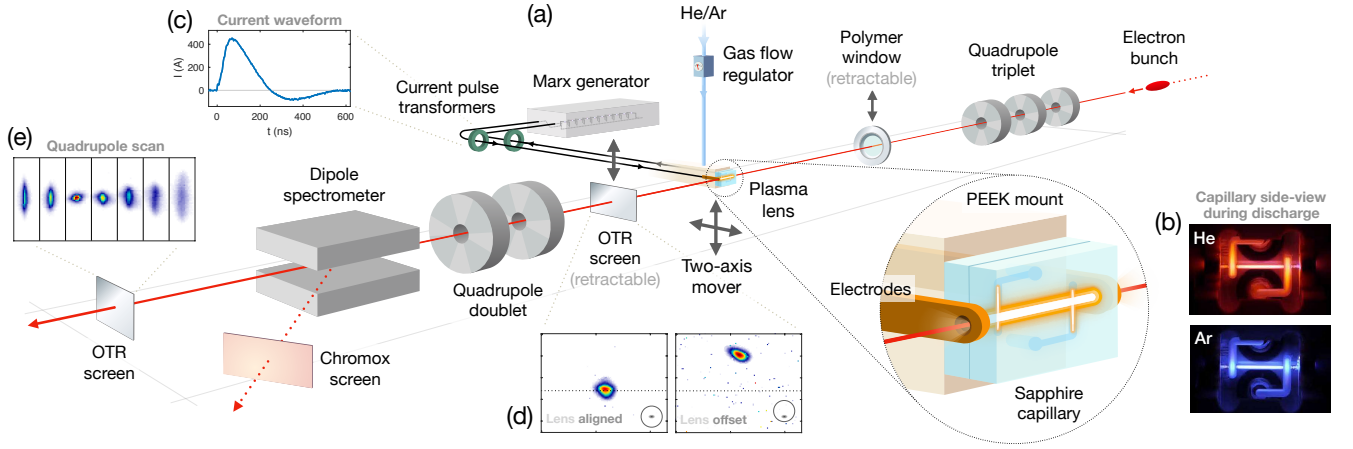 (c)
Current waveform
400
200
0
I (A)
0
200
400
600
t (ns)
(a)
He/Ar
Gas flow
regulator
Marx generator
Current pulse
transformers
Polymer
window
(retractable)
Quadrupole
triplet
Electron
bunch
(e)
Quadrupole scan
Dipole
spectrometer
Plasma
lens
OTR
screen
(retractable)
Two-axis
mover
Quadrupole
doublet
OTR
screen
Chromox
screen
(d)
Lens aligned
Lens offset
PEEK mount
Electrodes
Sapphire
capillary
Capillary side-view
during discharge
(b)
He
Ar